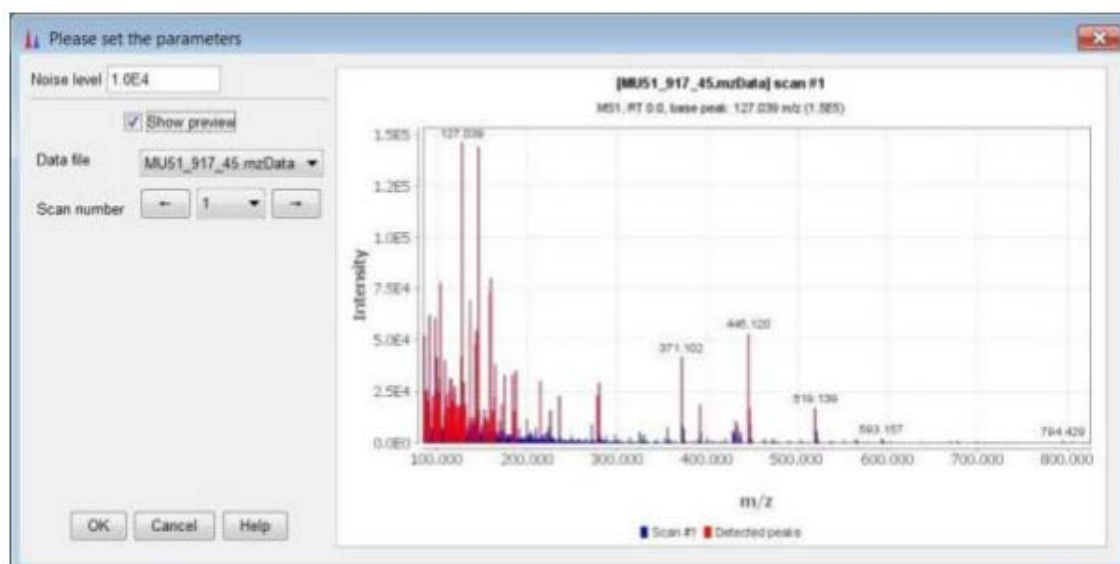 Please set the parameters
Noise level 1.0E4
Show preview
Data file MU51_917_45.mzData
Scan number ← 1 →
OK Cancel Help
[MU51_917_45.mzData] scan #1
MS1, RT 0.0, base peak: 127.039 m/z (1.5E5)
Intensity
1.5E5
1.2E5
1.0E5
7.5E4
5.0E4
2.5E4
0.0E0
127.039
371.102
445.120
519.139
593.157
794.429
100.000 200.000 300.000 400.000 500.000 600.000 700.000 800.000
m/z
Scan #1 Detected peaks